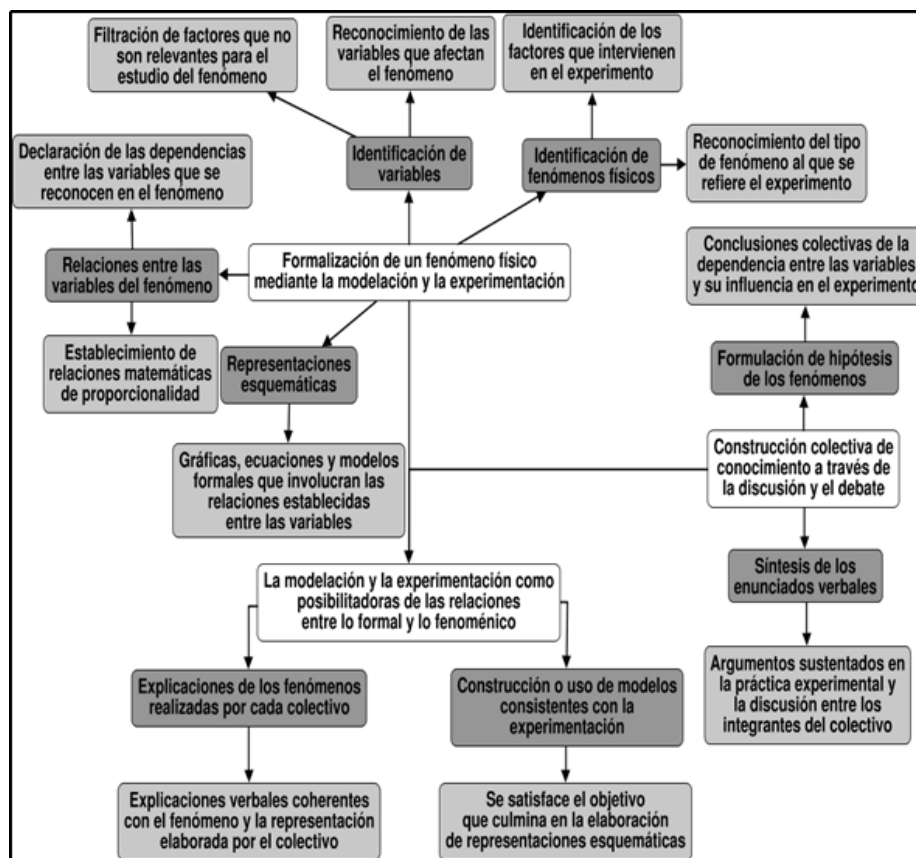 Filtración de factores que no
son relevantes para el
estudio del fenómeno
Reconocimiento de las
variables que afectan
el fenómeno
Identificación de los
factores que intervienen
en el experimento
Declaración de las dependencias
entre las variables que se
reconocen en el fenómeno
Identificación de
variables
Identificación de
fenómenos físicos
Reconocimiento del tipo
de fenómeno al que se
refiere el experimento
Relaciones entre las
variables del fenómeno
Formalización de un fenómeno físico
mediante la modelación y la experimentación
Conclusiones colectivas de la
dependencia entre las variables
y su influencia en el experimento
Establecimiento de
relaciones matemáticas
de proporcionalidad
Representaciones
esquemáticas
Formulación de hipótesis
de los fenómenos
Gráficas, ecuaciones y modelos
formales que involucran las
relaciones establecidas
entre las variables
Construcción colectiva de
conocimiento a través de
la discusión y el debate
La modelación y la experimentación como
posibilitadoras de las relaciones
entre lo formal y lo fenoménico
Síntesis de los
enunciados verbales
Explicaciones de los fenómenos
realizadas por cada colectivo
Construcción o uso de modelos
consistentes con la
experimentación
Argumentos sustentados en
la práctica experimental y
la discusión entre los
integrantes del colectivo
Explicaciones verbales coherentes
con el fenómeno y la representación
elaborada por el colectivo
Se satisface el objetivo
que culmina en la elaboración
de representaciones esquemáticas